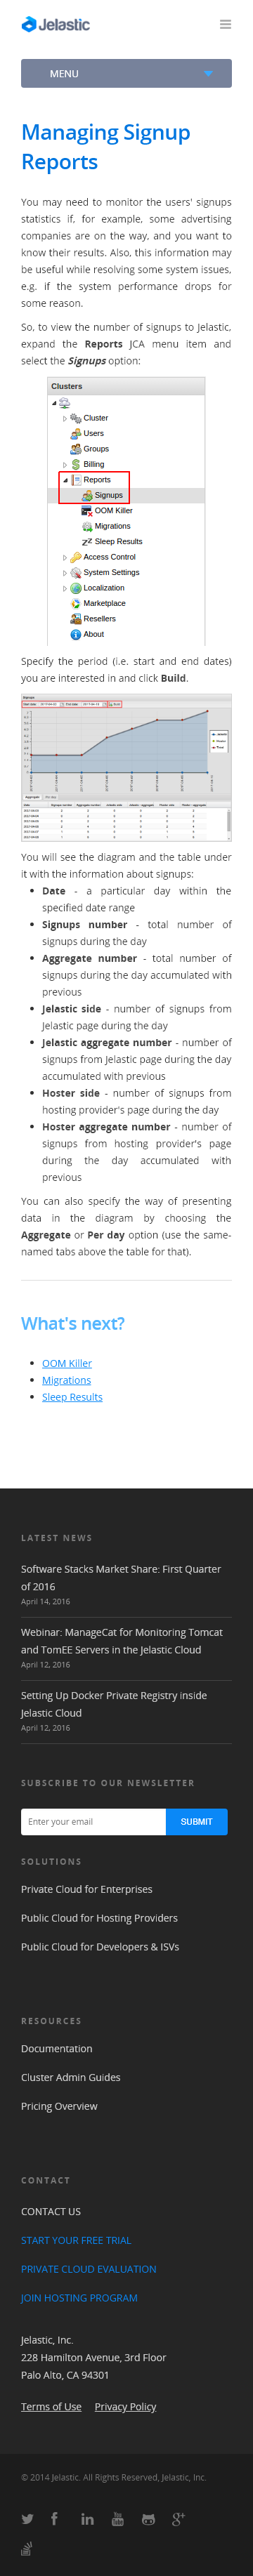 Jelastic
MENU
Managing Signup
Reports
You may need to monitor the users' signups
statistics if, for example, some advertising
companies are on the way, and you want to
know their results. Also, this information may
be useful while resolving some system issues,
e.g. if the system performance drops for
some reason.
So, to view the number of signups to Jelastic,
expand the Reports JCA menu item and
select the Signups option:
Clusters
Cluster
Users
Groups
Billing
Reports
Signups
OOM Killer
Migrations
Sleep Results
Access Control
System Settings
Localization
Marketplace
Resellers
About
Specify the period (i.e. start and end dates)
you are interested in and click Build.
You will see the diagram and the table under
it with the information about signups:
Date - a particular day within the
specified date range
Signups number - total number of
signups during the day
Aggregate number - total number of
signups during the day accumulated with
previous
Jelastic side - number of signups from
Jelastic page during the day
Jelastic aggregate number - number of
signups from Jelastic page during the day
accumulated with previous
Hoster side - number of signups from
hosting provider's page during the day
Hoster aggregate number - number of
signups from hosting provider's page
during the day accumulated with
previous
You can also specify the way of presenting
data in the diagram by choosing the
Aggregate or Per day option (use the same-
named tabs above the table for that).
What's next?
OOM Killer
Migrations
Sleep Results
LATEST NEWS
Software Stacks Market Share: First Quarter
of 2016
April 14, 2016
Webinar: ManageCat for Monitoring Tomcat
and TomEE Servers in the Jelastic Cloud
April 12, 2016
Setting Up Docker Private Registry inside
Jelastic Cloud
April 12, 2016
SUBSCRIBE TO OUR NEWSLETTER
Enter your email
SUBMIT
SOLUTIONS
Private Cloud for Enterprises
Public Cloud for Hosting Providers
Public Cloud for Developers & ISVs
RESOURCES
Documentation
Cluster Admin Guides
Pricing Overview
CONTACT
CONTACT US
START YOUR FREE TRIAL
PRIVATE CLOUD EVALUATION
JOIN HOSTING PROGRAM
Jelastic, Inc.
228 Hamilton Avenue, 3rd Floor
Palo Alto, CA 94301
Terms of Use Privacy Policy
© 2014 Jelastic. All Rights Reserved, Jelastic, Inc.